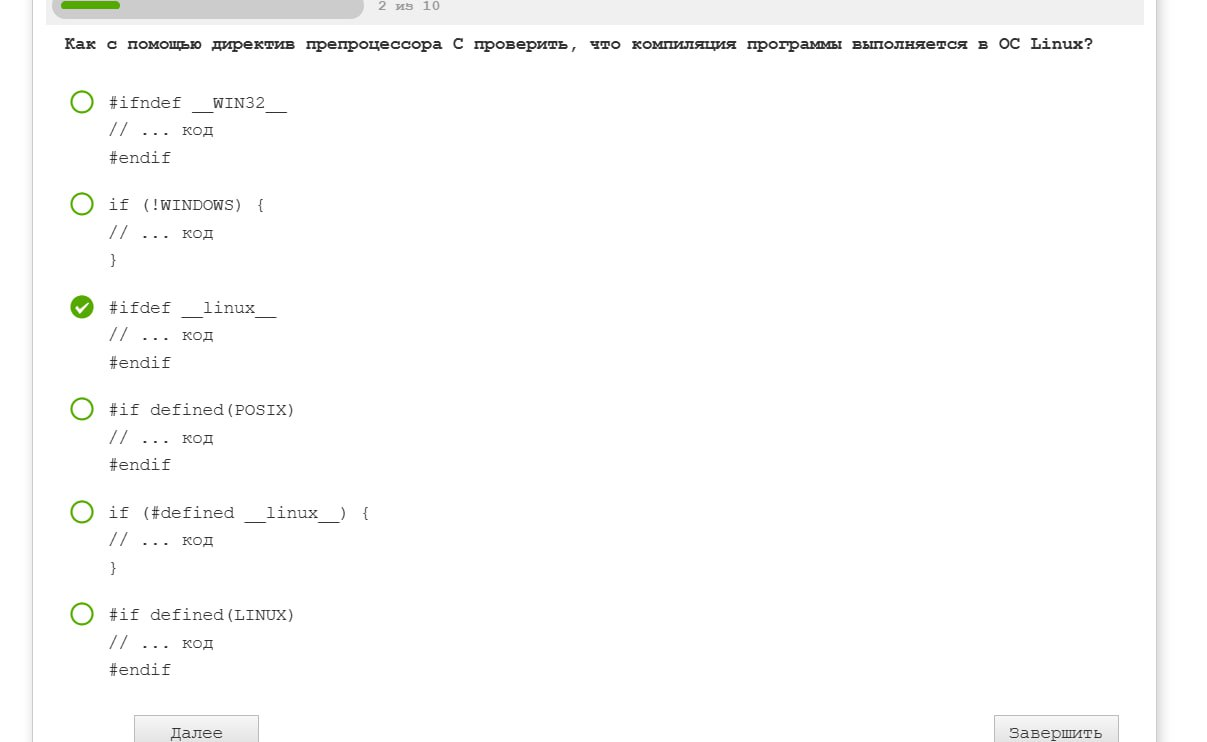 2 из 10
Как с помощью директив препроцессора C проверить, что компиляция программы выполняется в ОС Linux?
#ifndef __WIN32__
// ... код
#endif
if (!WINDOWS) {
// ... код
}
#ifdef __linux__
// ... код
#endif
#if defined(POSIX)
// ... код
#endif
if (#defined __linux__) {
// ... код
}
#if defined(LINUX)
// ... код
#endif
Далее
Завершить